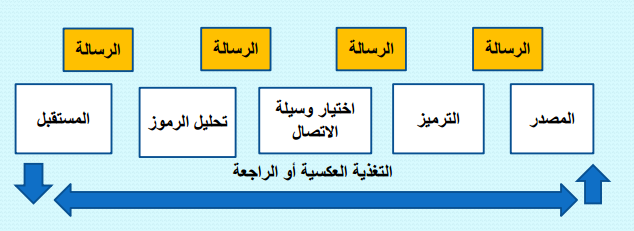 الرسالة
الرسالة
الرسالة
الرسالة
المصدر
الترميز
اختيار وسيلة
الاتصال
تحليل الرموز
المستقبل
التغذية العكسية أو الراجعة